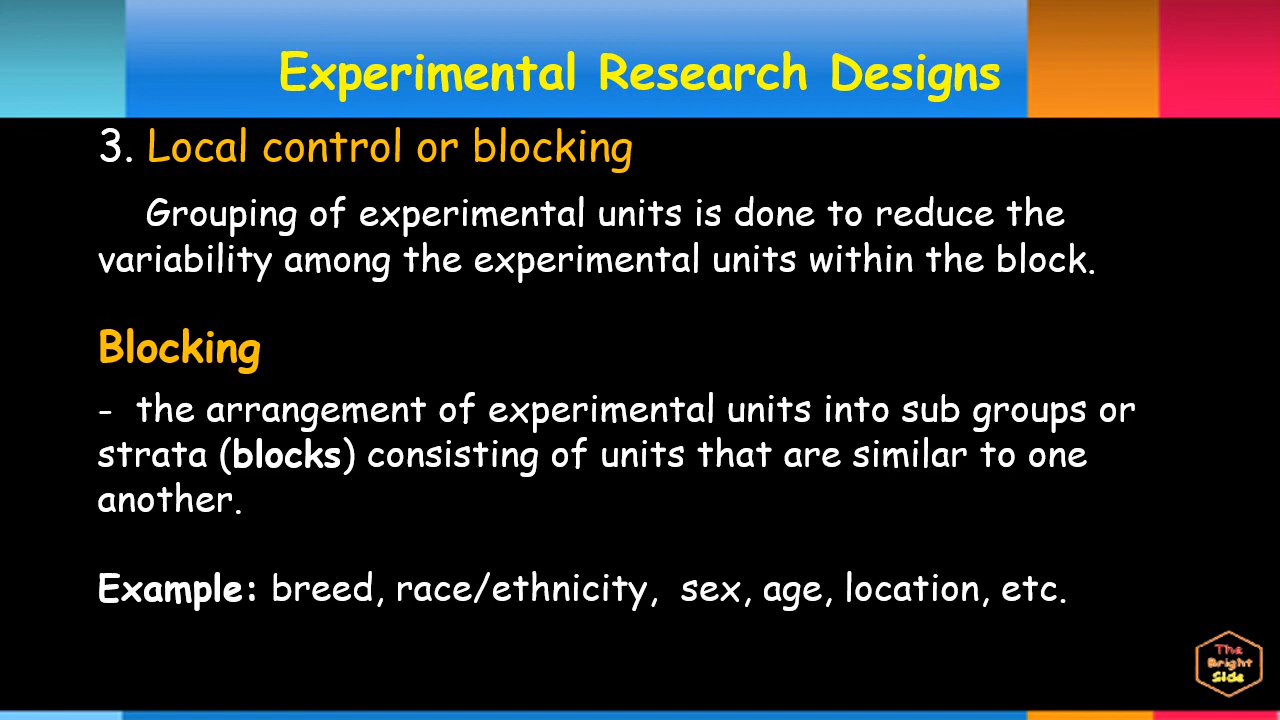 Experimental Research Designs
3. Local control or blocking
Grouping of experimental units is done to reduce the
variability among the experimental units within the block.
Blocking
- the arrangement of experimental units into sub groups or
strata (blocks) consisting of units that are similar to one
another.
Example: breed, race/ethnicity, sex, age, location, etc.
The
Bright
Side